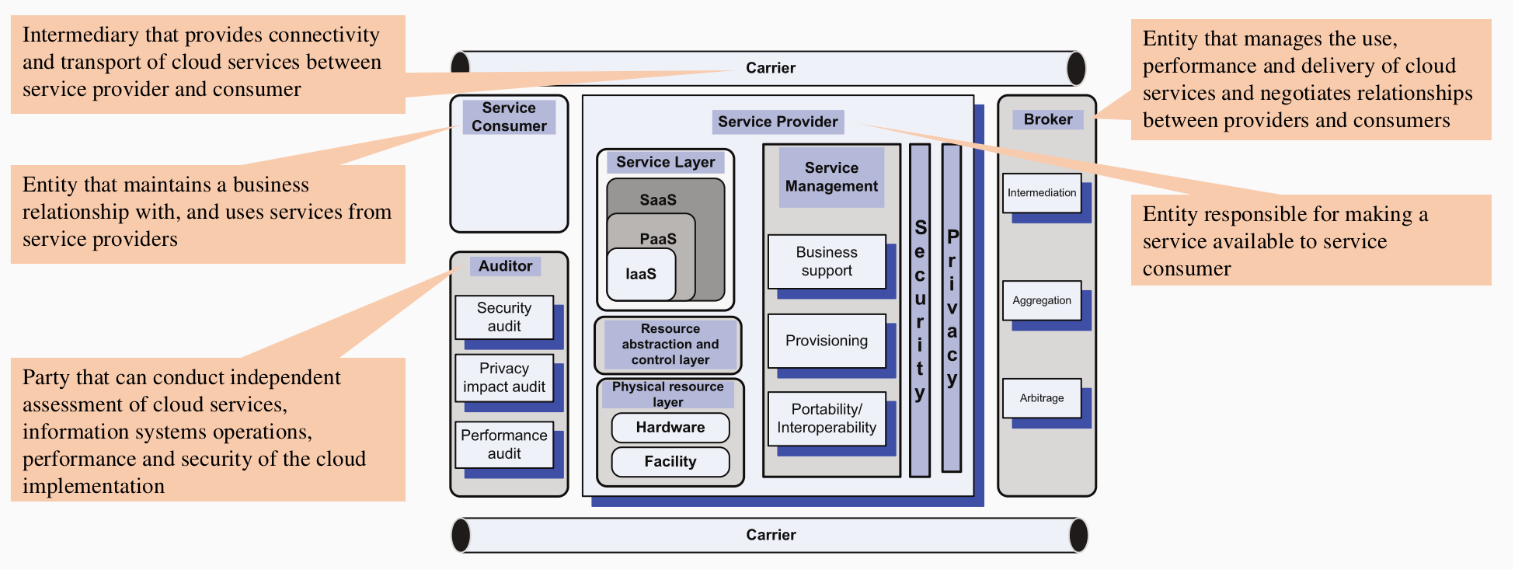 Intermediary that provides connectivity
and transport of cloud services between
service provider and consumer
Entity that maintains a business
relationship with, and uses services from
service providers
Party that can conduct independent
assessment of cloud services,
information systems operations,
performance and security of the cloud
implementation
Carrier
Service
Consumer
Auditor
Security
audit
Privacy
impact audit
Performance
audit
Service Provider
Service Layer
SaaS
PaaS
IaaS
Resource
abstraction and
control layer
Physical resource
layer
Hardware
Facility
Service
Management
Business
support
Provisioning
Portability/
Interoperability
Security
Privacy
Broker
Intermediation
Aggregation
Arbitrage
Carrier
Entity that manages the use,
performance and delivery of cloud
services and negotiates relationships
between providers and consumers
Entity responsible for making a
service available to service
consumer